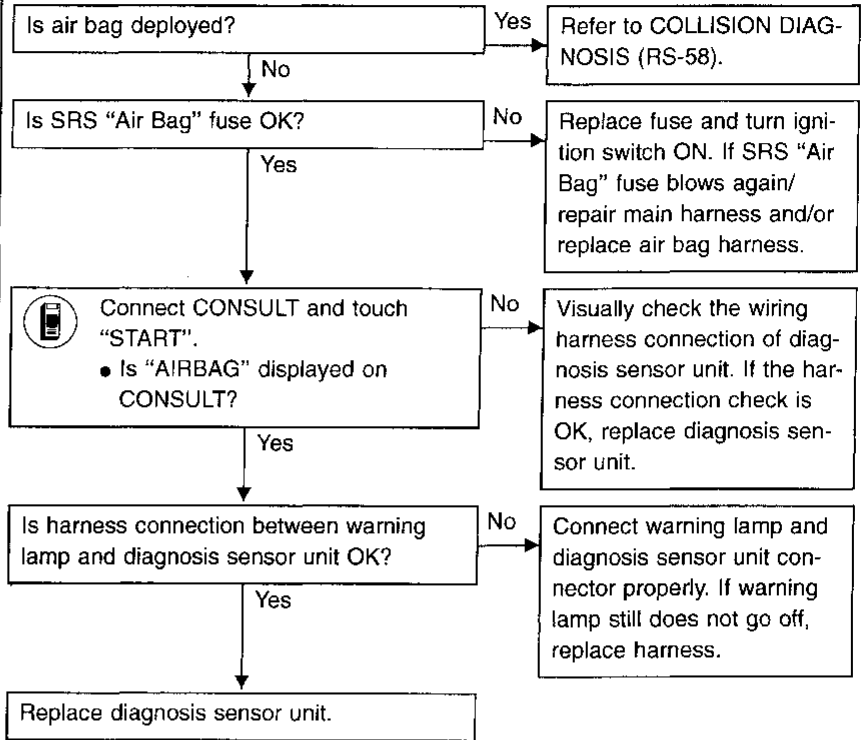 Is air bag deployed?
Yes
Refer to COLLISION DIAG-
NOSIS (RS-58).
No
Is SRS “Air Bag” fuse OK?
No
Replace fuse and turn igni-
tion switch ON. If SRS “Air
Bag” fuse blows again/
repair main harness and/or
replace air bag harness.
Yes
Connect CONSULT and touch
“START”.
● Is “AIRBAG” displayed on
CONSULT?
No
Visually check the wiring
harness connection of diag-
nosis sensor unit. If the har-
ness connection check is
OK, replace diagnosis sen-
sor unit.
Yes
Is harness connection between warning
lamp and diagnosis sensor unit OK?
No
Connect warning lamp and
diagnosis sensor unit con-
nector properly. If warning
lamp still does not go off,
replace harness.
Yes
Replace diagnosis sensor unit.